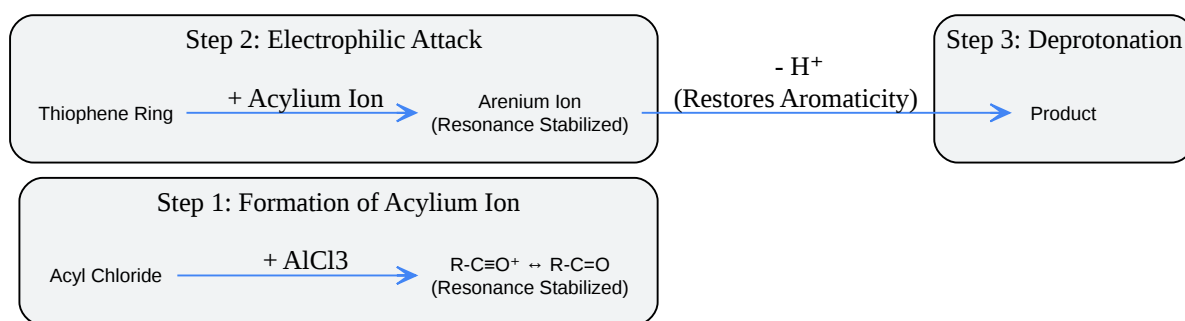 Step 2: Electrophilic Attack
Thiophene Ring
+ Acylium Ion
Arenium Ion
(Resonance Stabilized)
- H⁺
(Restores Aromaticity)
Step 3: Deprotonation
Product
Step 1: Formation of Acylium Ion
Acyl Chloride
+ AlCl3
R-C≡O⁺ ↔ R-C=O
(Resonance Stabilized)